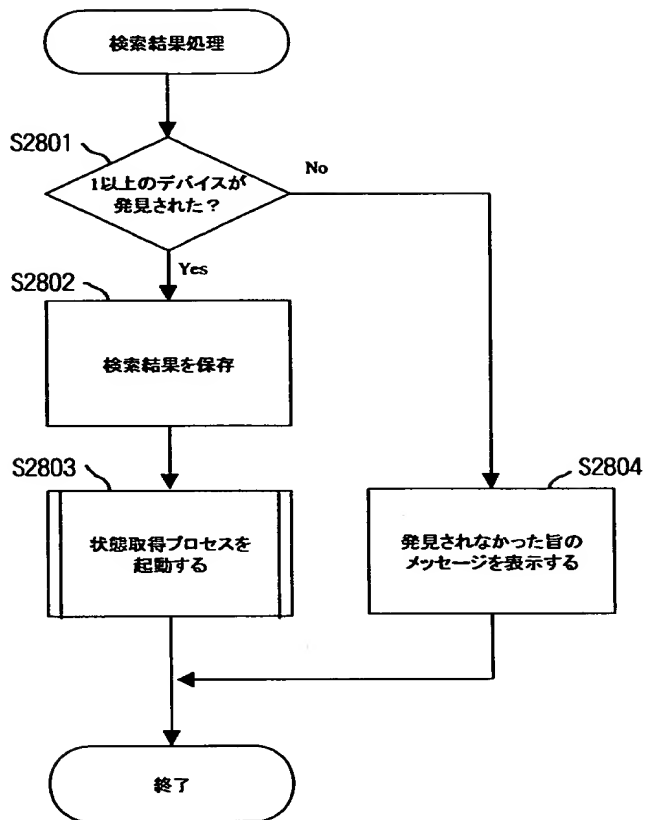 検索結果処理
S2801
No
1以上のデバイスが
発見された？
Yes
S2802
検索結果を保存
S2803
S2804
状態取得プロセスを
起動する
発見されなかった旨の
メッセージを表示する
終了